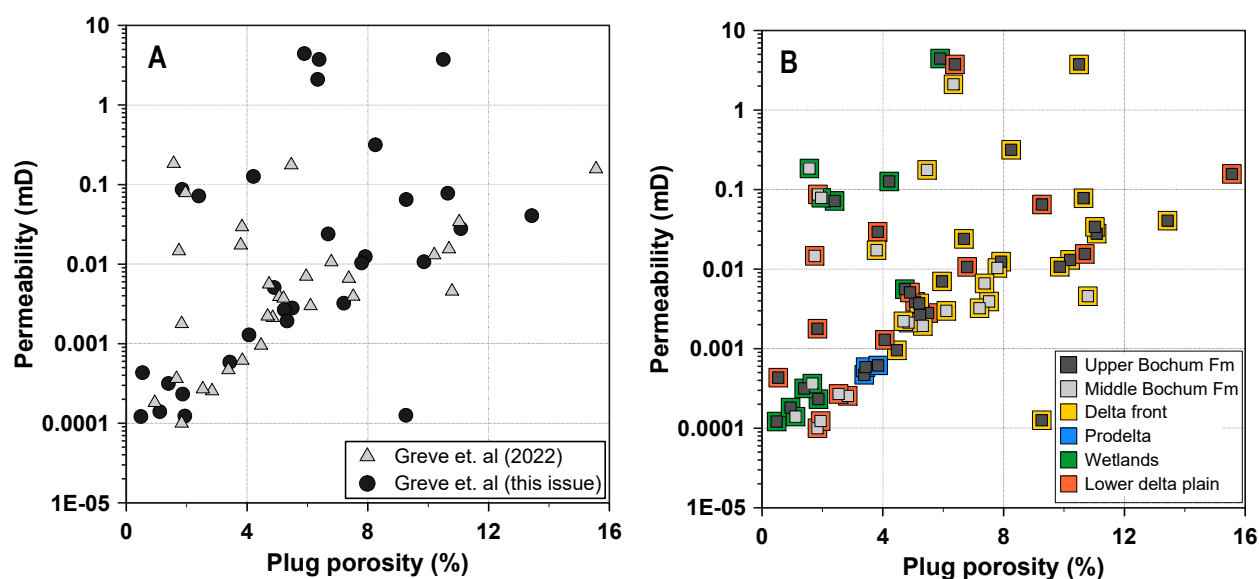 A
10
1
0.1
0.01
0.001
0.0001
1E-05
Permeability (mD)
0
4
8
12
16
Plug porosity (%)
Greve et. al (2022)
Greve et. al (this issue)
B
10
1
0.1
0.01
0.001
0.0001
1E-05
Permeability (mD)
0
4
8
12
16
Plug porosity (%)
Upper Bochum Fm
Middle Bochum Fm
Delta front
Prodelta
Wetlands
Lower delta plain